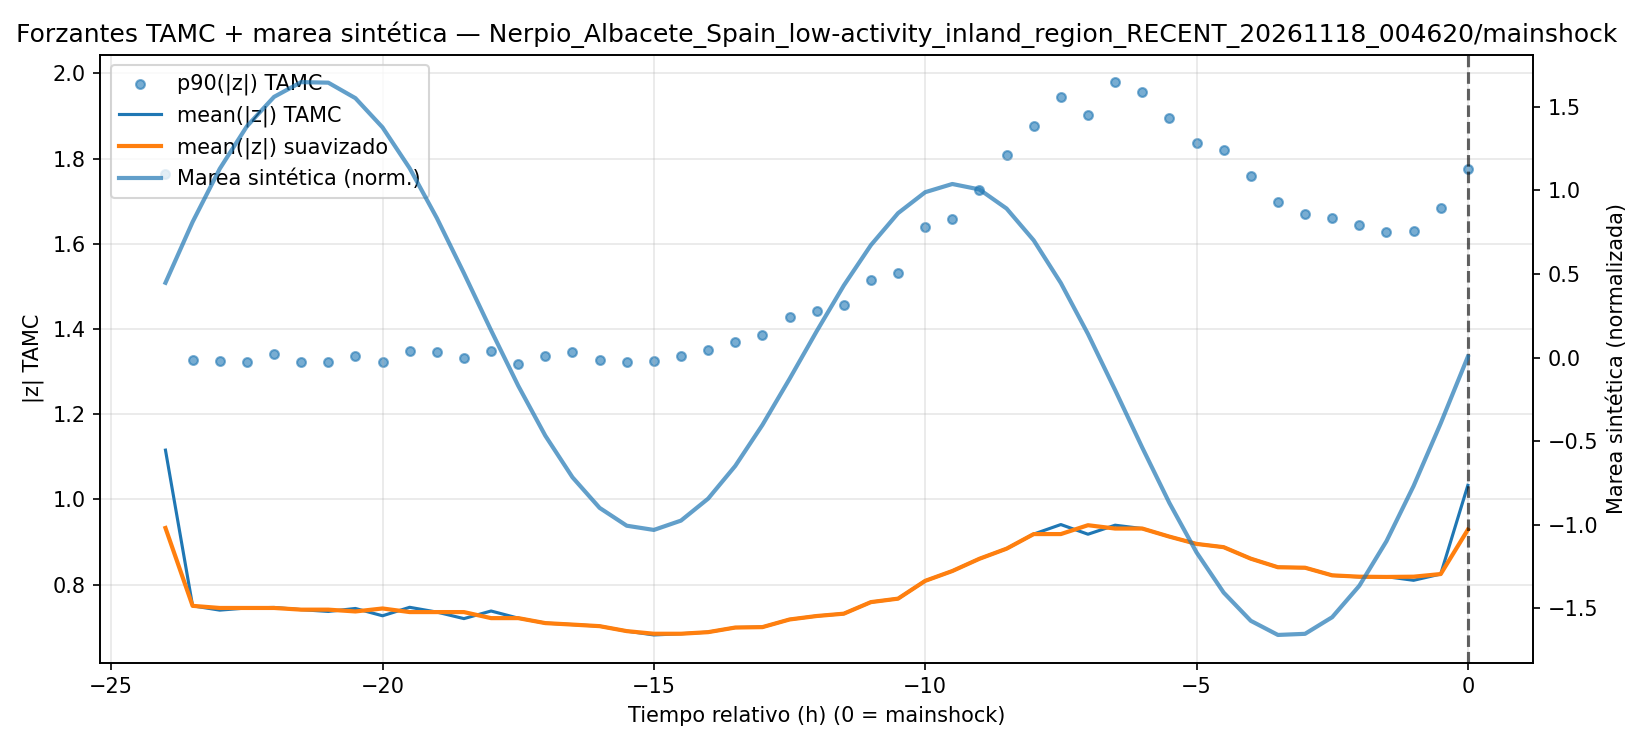 Forzantes TAMC + marea sintética — Nerpio_Albacete_Spain_low-activity_inland_region_RECENT_20261118_004620/mainshock
p90(|z|) TAMC
mean(|z|) TAMC
mean(|z|) suavizado
Marea sintética (norm.)
|z| TAMC
2.0
1.8
1.6
1.4
1.2
1.0
0.8
1.5
1.0
0.5
0.0
−0.5
−1.0
−1.5
Marea sintética (normalizada)
−25
−20
−15
−10
−5
0
Tiempo relativo (h) (0 = mainshock)